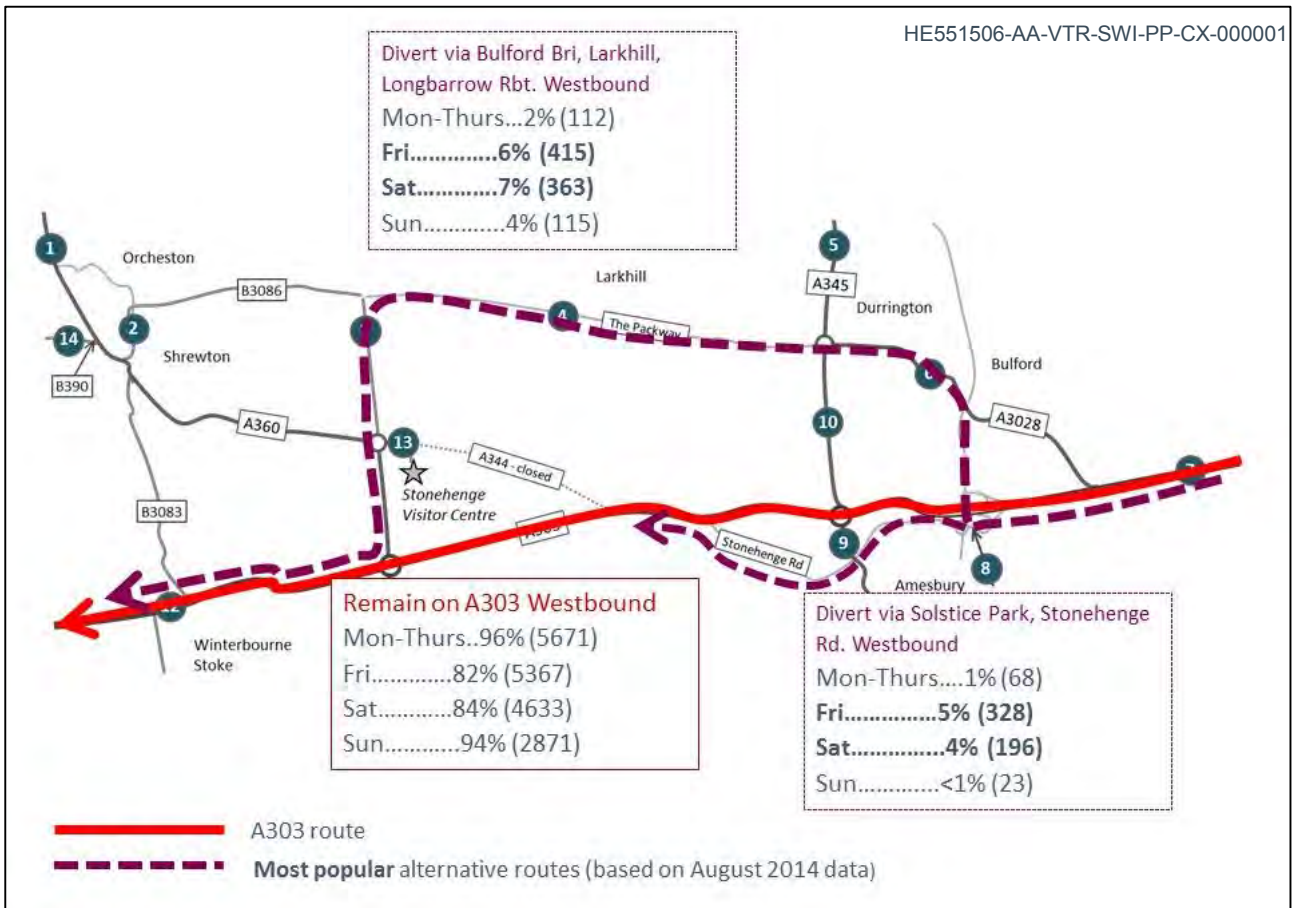 HE551506-AA-VTR-SWI-PP-CX-000001
Divert via Bulford Bri, Larkhill,
Longbarrow Rbt. Westbound
Mon-Thurs...2% (112)
Fri.............6% (415)
Sat............7% (363)
Sun.............4% (115)
1
Orcheston
B3086
Larkhill
5
A345
Durrington
4
The Packway
14
2
Shrewton
B390
6
Bulford
A3028
A360
13
A344 - closed
10
7
Stonehenge
Visitor Centre
B3083
A303
Stonehenge Rd
9
8
Amesbury
12
Winterbourne
Stoke
Remain on A303 Westbound
Mon-Thurs..96% (5671)
Fri.............82% (5367)
Sat..........84% (4633)
Sun...........94% (2871)
Divert via Solstice Park, Stonehenge
Rd. Westbound
Mon-Thurs....1% (68)
Fri................5% (328)
Sat...............4% (196)
Sun.............<1% (23)
A303 route
Most popular alternative routes (based on August 2014 data)